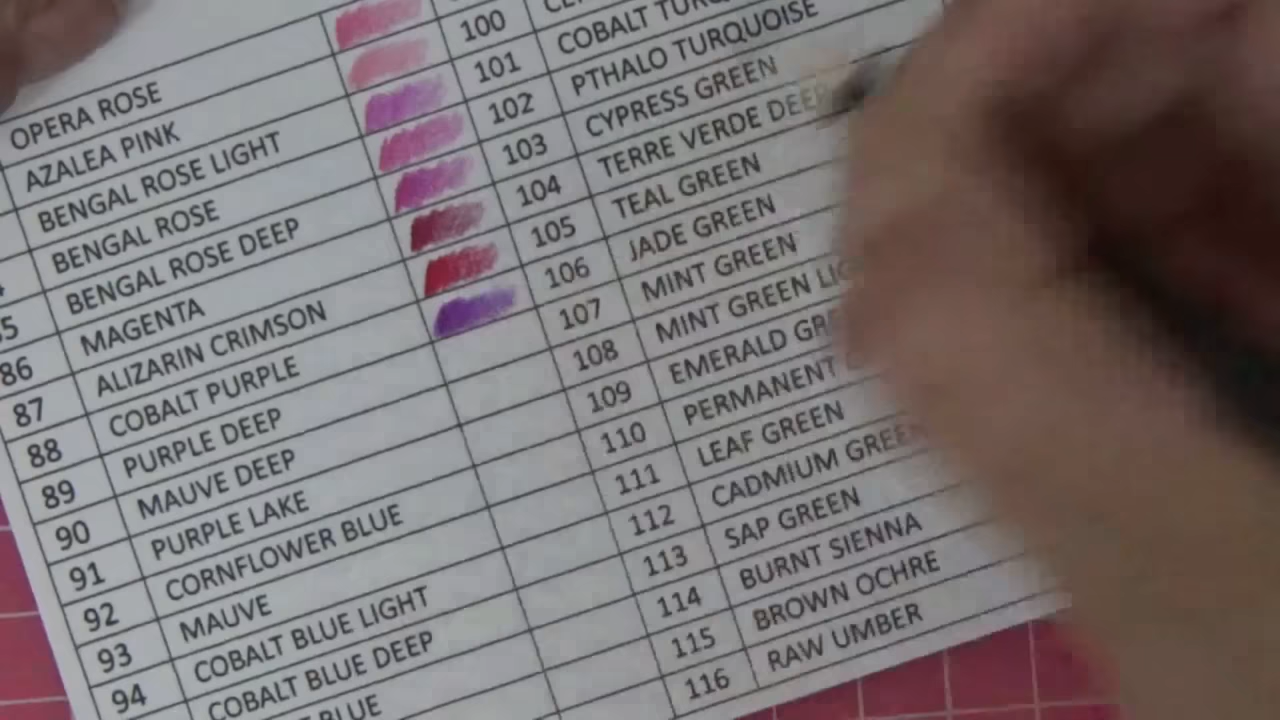 OPERA ROSE
AZALEA PINK
BENGAL ROSE LIGHT
BENGAL ROSE
BENGAL ROSE DEEP
86 MAGENTA
87 ALIZARIN CRIMSON
88 COBALT PURPLE
89 PURPLE DEEP
90 MAUVE DEEP
91 PURPLE LAKE
92 CORNFLOWER BLUE
93 MAUVE
94 COBALT BLUE LIGHT
COBALT BLUE DEEP
BLUE
100
101 COBALT
102 PTHALO TURQUOISE
103 CYPRESS GREEN
104 TERRE VERDE DEEP
105 TEAL GREEN
106 JADE GREEN
107 MINT GREEN
108 MINT GREEN
109 EMERALD
110 PERMANENT
111 LEAF GREEN
112 CADMIUM GREEN
113 SAP GREEN
114 BURNT SIENNA
115 BROWN OCHRE
116 RAW UMBER